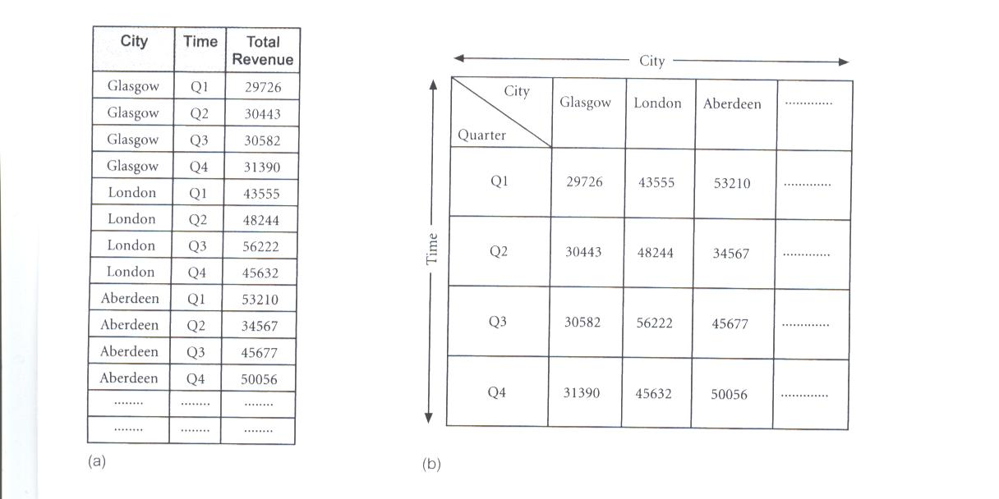 City Time Total
Revenue
Glasgow Q1 29726
Glasgow Q2 30443
Glasgow Q3 30582
Glasgow Q4 31390
London Q1 43555
London Q2 48244
London Q3 56222
London Q4 45632
Aberdeen Q1 53210
Aberdeen Q2 34567
Aberdeen Q3 45677
Aberdeen Q4 50056
........ ........ ........
........ ........ ........
(a)
City
Time
City
Quarter
Glasgow London Aberdeen .............
Q1 29726 43555 53210 .............
Q2 30443 48244 34567 .............
Q3 30582 56222 45677 .............
Q4 31390 45632 50056 .............
(b)